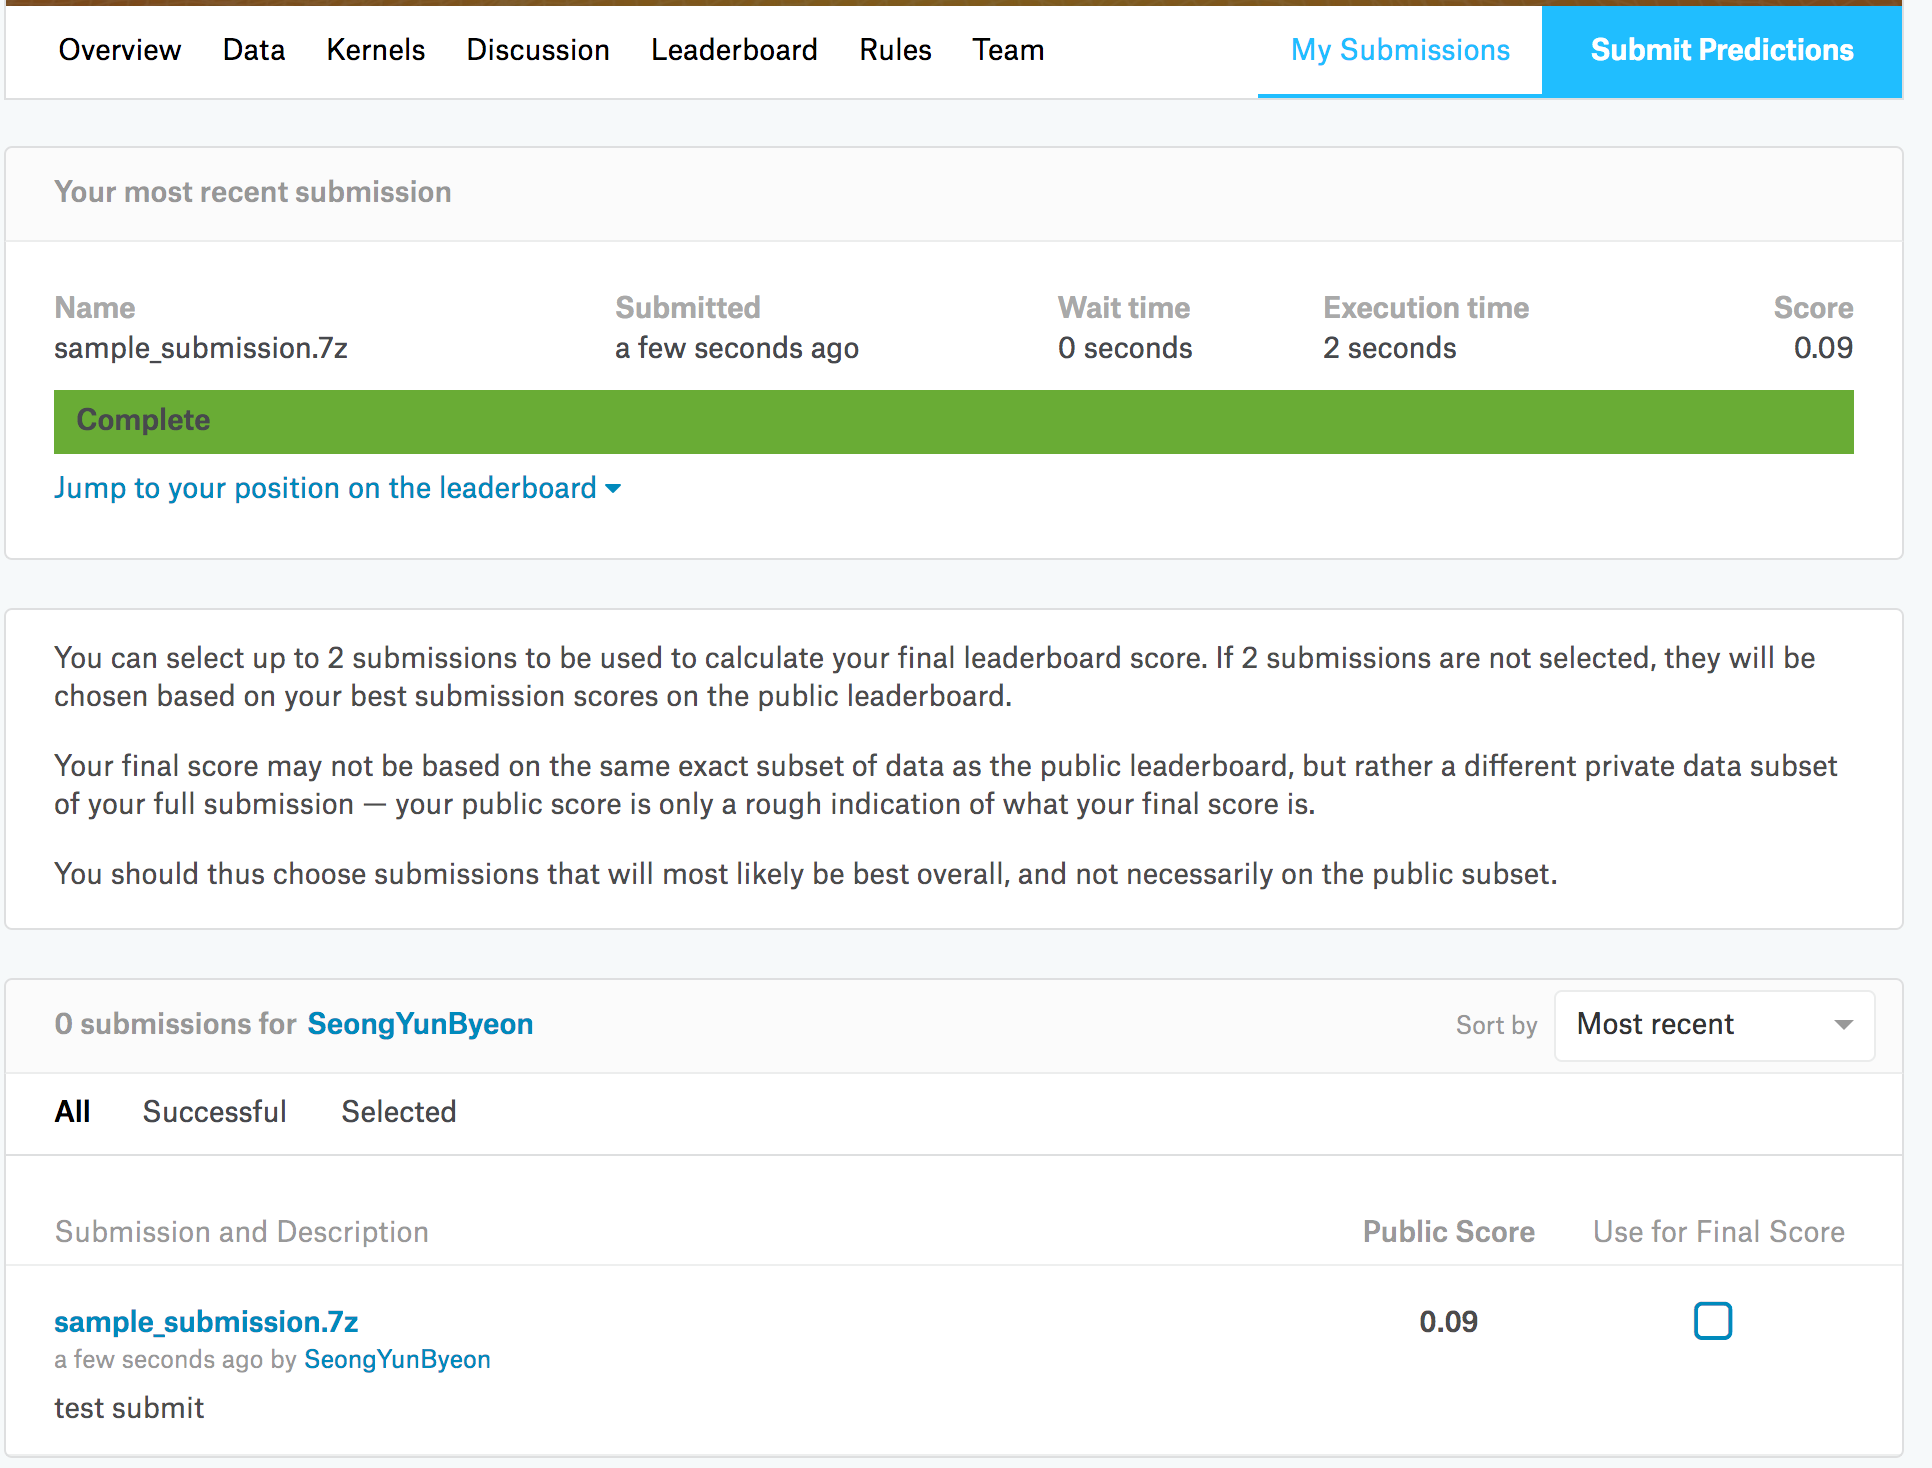 Overview Data Kernels Discussion Leaderboard Rules Team My Submissions Submit Predictions
Your most recent submission
Name Submitted Wait time Execution time Score
sample_submission.7z a few seconds ago 0 seconds 2 seconds 0.09
Complete
Jump to your position on the leaderboard
You can select up to 2 submissions to be used to calculate your final leaderboard score. If 2 submissions are not selected, they will be
chosen based on your best submission scores on the public leaderboard.
Your final score may not be based on the same exact subset of data as the public leaderboard, but rather a different private data subset
of your full submission — your public score is only a rough indication of what your final score is.
You should thus choose submissions that will most likely be best overall, and not necessarily on the public subset.
0 submissions for SeongYunByeon Sort by Most recent
All Successful Selected
Submission and Description Public Score Use for Final Score
sample_submission.7z 0.09
a few seconds ago by SeongYunByeon
test submit